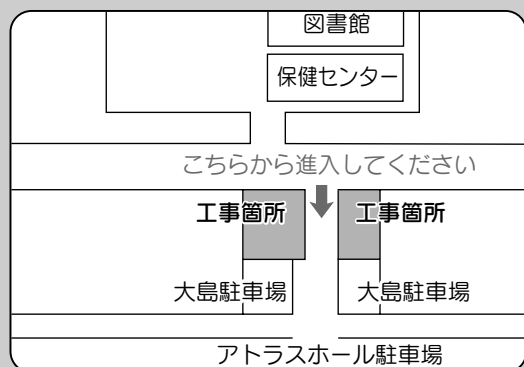 図書館
保健センター
こちらから進入してください
工事箇所
工事箇所
大島駐車場
大島駐車場
アトラスホール駐車場